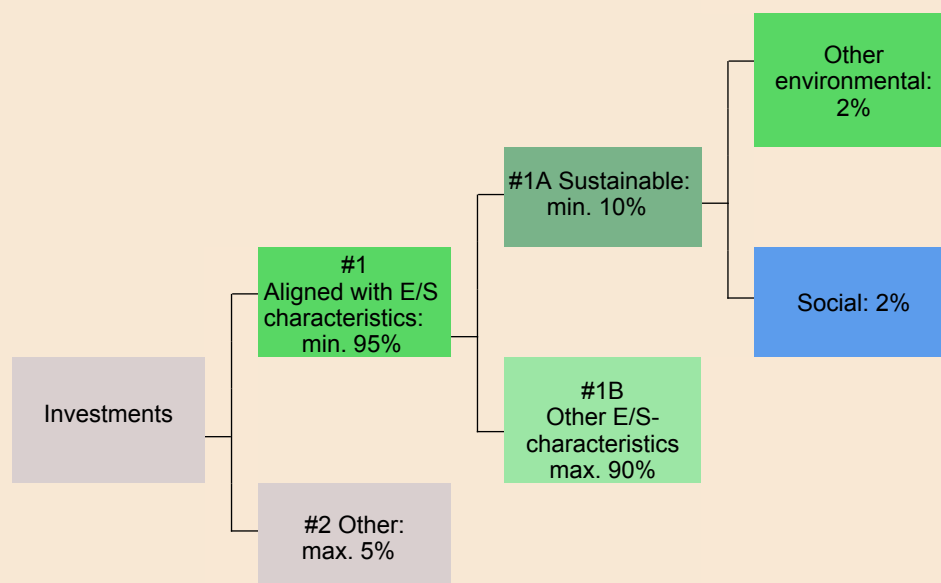 Other
environmental:
2%
#1A Sustainable:
min. 10%
#1
Aligned with E/S
characteristics:
min. 95%
Social: 2%
Investments
#1B
Other E/S-
characteristics
max. 90%
#2 Other:
max. 5%